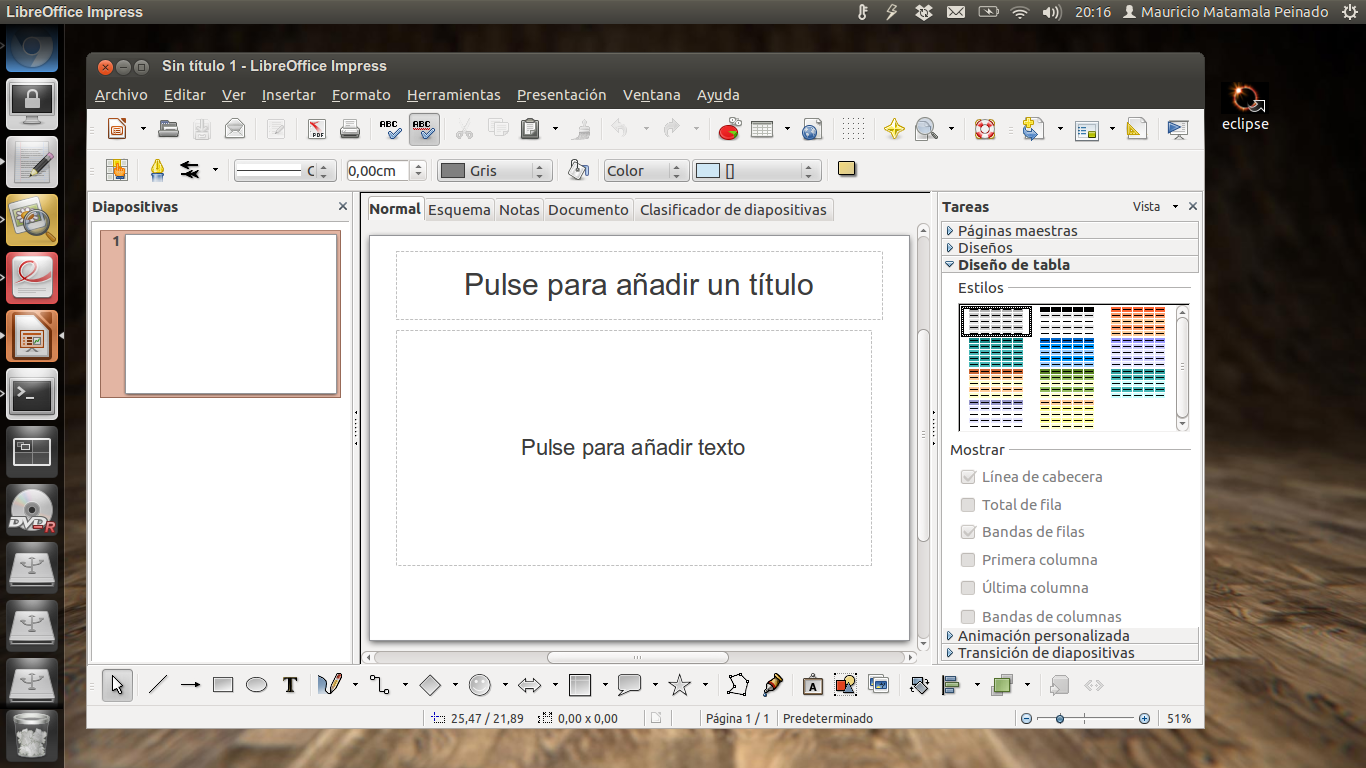 LibreOffice Impress 20:16 Mauricio Matamala Peinado
Sin título 1 - LibreOffice Impress
Archivo Editar Ver Insertar Formato Herramientas Presentación Ventana Ayuda
eclipse
PDF ABC ABC
0,00cm Gris Color []
Diapositivas
1
Normal Esquema Notas Documento Clasificador de diapositivas
Pulse para añadir un título
Pulse para añadir texto
Tareas Vista
Páginas maestras
Diseños
Diseño de tabla
Estilos
Mostrar
Línea de cabecera
Total de fila
Bandas de filas
Primera columna
Última columna
Bandas de columnas
Animación personalizada
Transición de diapositivas
DVD-R
T A
25,47 / 21,89 0,00 x 0,00 Página 1 / 1 Predeterminado 51%